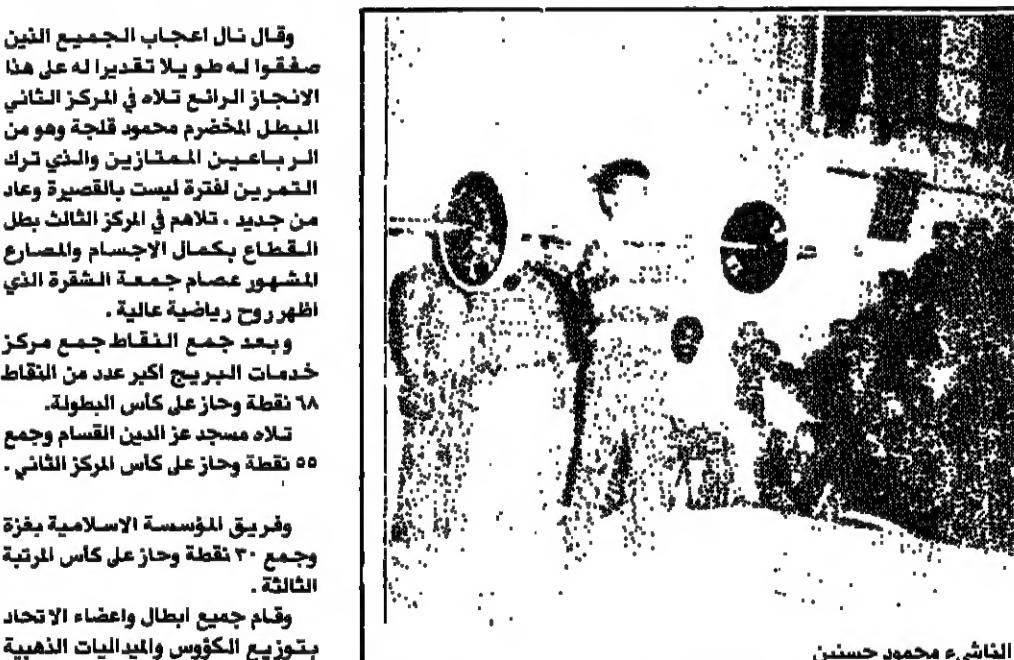 وقال نال اعجاب الجميع الذين
صفقوا له طويلا تقديرا له على هذا
الانجاز الرائع تلاه في المركز الثاني
البطل المخضرم محمود قلجة وهو من
الرباعين الممتازين والذي ترك
التمرين لفترة ليست بالقصيرة وعاد
من جديد . تلاهم في المركز الثالث بطل
القطاع بكمال الاجسام والمصارع
المشهور عصام جمعة الشقرة الذي
اظهر روح رياضية عالية .
وبعد جمع النقاط جمع مركز
خدمات البريج اكبر عدد من النقاط
٦٨ نقطة وحاز على كأس البطولة.
تلاه مسجد عز الدين القسام وجمع
٥٥ نقطة وحاز على كأس المركز الثاني .
وفريق المؤسسة الاسلامية بغزة
وجمع ٣٠ نقطة وحاز على كأس المرتبة
الثالثة .
وقام جميع ابطال واعضاء الاتحاد
بتوزيع الكؤوس والميداليات الذهبية
الناشيء محمود حسنين